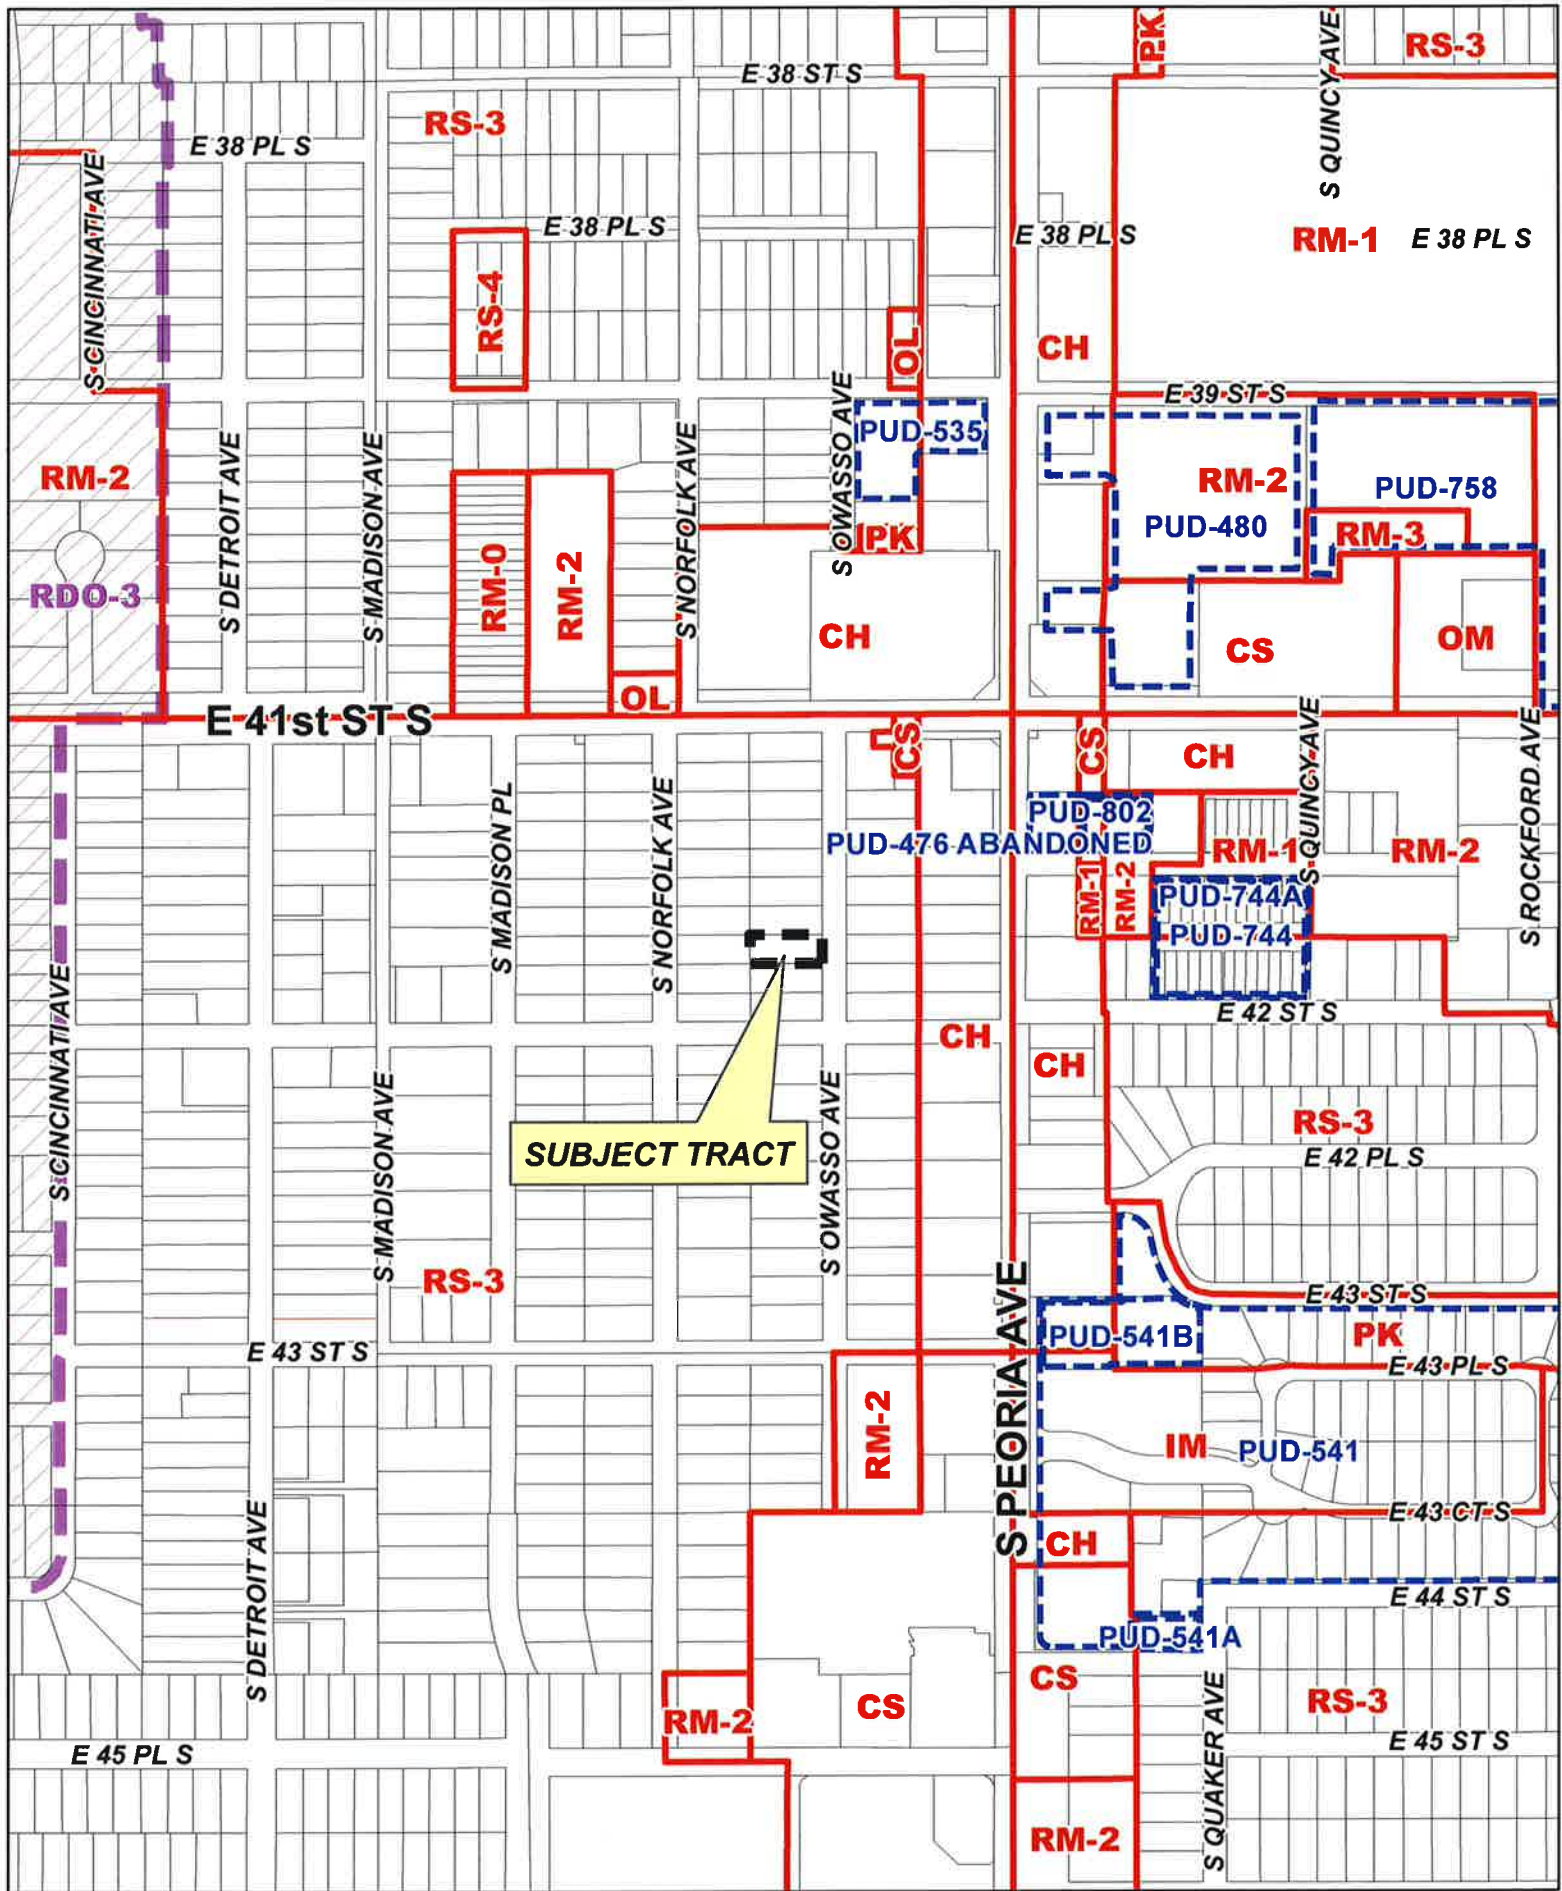 PK
S QUINCY AVE
RS-3
E 38 ST S
RS-3
E 38 PL S
S CINCINNATI AVE
E 38 PL S
E 38 PL S
RM-1
E 38 PL S
RS-4
OL
CH
E 39 ST S
S OWASSO AVE
PUD-535
RM-2
S DETROIT AVE
S MADISON AVE
S NORFOLK AVE
RM-2
PUD-758
PUD-480
RM-3
PK
RM-0
RM-2
RDO-3
CH
CS
OM
OL
E 41st ST S
CS
CS
CH
S QUINCY AVE
S ROCKFORD AVE
S MADISON PL
S NORFOLK AVE
PUD-802
PUD-476 ABANDONED
RM-1
RM-2
RM-1
RM-2
PUD-744A
PUD-744
S CINCINNATI AVE
E 42 ST S
CH
CH
S MADISON AVE
S OWASSO AVE
RS-3
SUBJECT TRACT
E 42 PL S
RS-3
E 43 ST S
S PEORIA AVE
PUD-541B
PK
E 43 ST S
E 43 PL S
RM-2
IM
PUD-541
E 43 CT S
CH
S DETROIT AVE
E 44 ST S
PUD-541A
CS
CS
RS-3
RM-2
S QUAKER AVE
E 45 PL S
E 45 ST S
RM-2